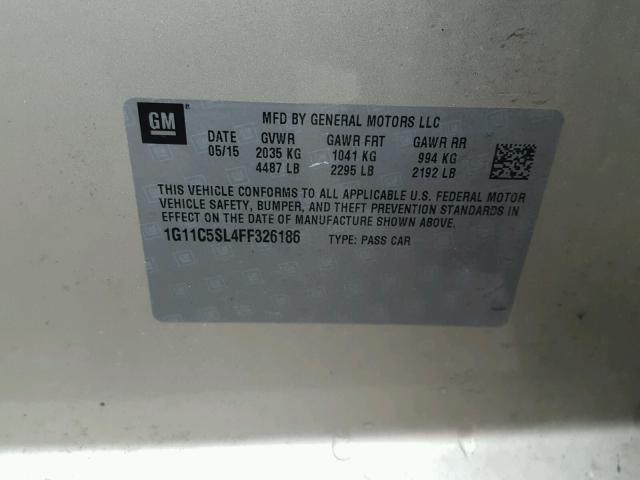 GM
MFD BY GENERAL MOTORS LLC
DATE GVWR GAWR FRT GAWR RR
05/15 2035 KG 1041 KG 994 KG
4487 LB 2295 LB 2192 LB
THIS VEHICLE CONFORMS TO ALL APPLICABLE U.S. FEDERAL MOTOR
VEHICLE SAFETY, BUMPER, AND THEFT PREVENTION STANDARDS IN
EFFECT ON THE DATE OF MANUFACTURE SHOWN ABOVE.
1G11C5SL4FF326186 TYPE: PASS CAR